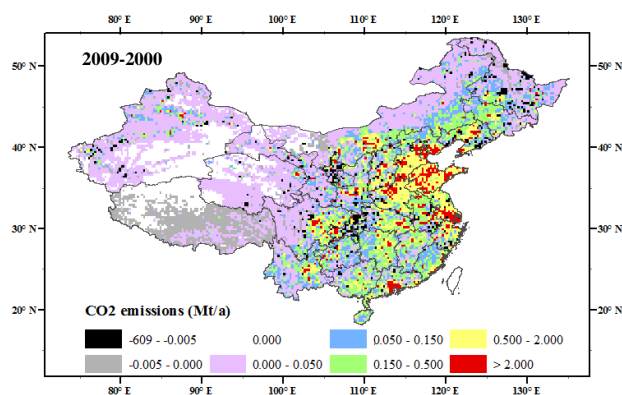 80° E 90° E 100° E 110° E 120° E 130° E
2009-2000
50° N 50° N
40° N 40° N
30° N 30° N
20° N 20° N
CO2 emissions (Mt/a)
-609 - -0.005 0.000 0.050 - 0.150 0.500 - 2.000
-0.005 - 0.000 0.000 - 0.050 0.150 - 0.500 > 2.000
80° E 90° E 100° E 110° E 120° E 130° E